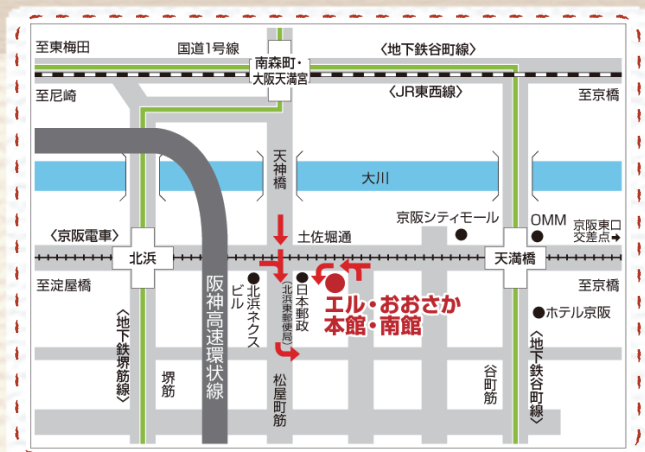 至東梅田
国道1号線
南森町・
大阪天満宮
〈地下鉄谷町線〉
至尼崎
〈JR東西線〉
至京橋
天神橋
大川
京阪シティモール
OMM
京阪東口
交差点➡
〈京阪電車〉
北浜
土佐堀通
天満橋
至淀屋橋
至京橋
阪神高速環状線
北浜ネクス
ビル
日本郵政
(北浜東郵便局)
エル・おおさか
本館・南館
ホテル京阪
〈地下鉄堺筋線〉
堺筋
松屋町筋
谷町筋
〈地下鉄谷町線〉